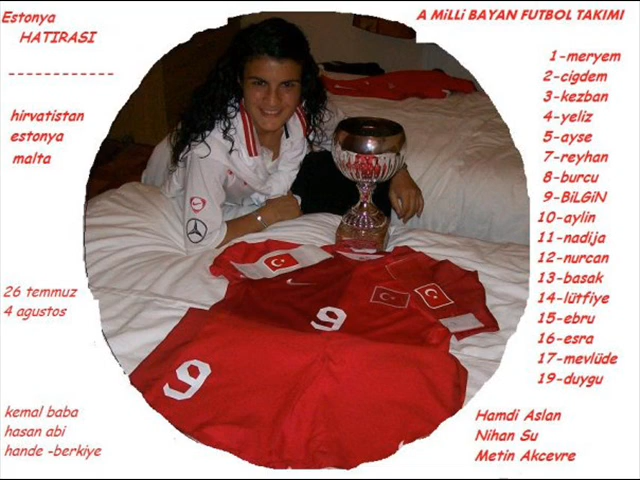 Estonya
HATIRASI
------------
hirvatistan
estonya
malta
26 temmuz
4 agustos
kemal baba
hasan abi
hande -berkiye
A MiLLi BAYAN FUTBOL TAKIMI
1-meryem
2-cigdem
3-kezban
4-yeliz
5-ayse
7-reyhan
8-burcu
9-BiLGiN
10-aylin
11-nadija
12-nurcan
13-basak
14-lütfiye
15-ebru
16-esra
17-mevlüde
19-duygu
Hamdi Aslan
Nihan Su
Metin Akcevre
9
9